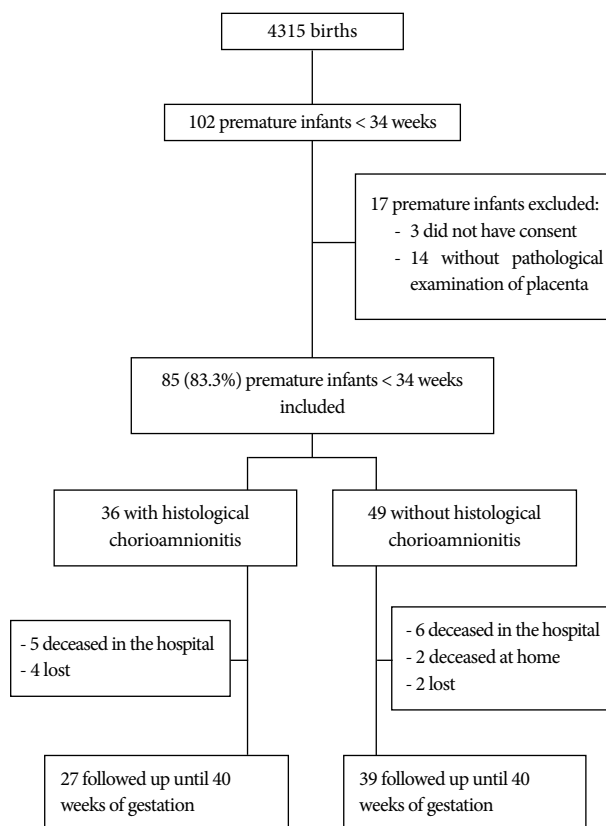 4315 births
102 premature infants < 34 weeks
17 premature infants excluded:
- 3 did not have consent
- 14 without pathological
examination of placenta
85 (83.3%) premature infants < 34 weeks
included
36 with histological
chorioamnionitis
49 without histological
chorioamnionitis
- 5 deceased in the hospital
- 4 lost
- 6 deceased in the hospital
- 2 deceased at home
- 2 lost
27 followed up until 40
weeks of gestation
39 followed up until 40
weeks of gestation